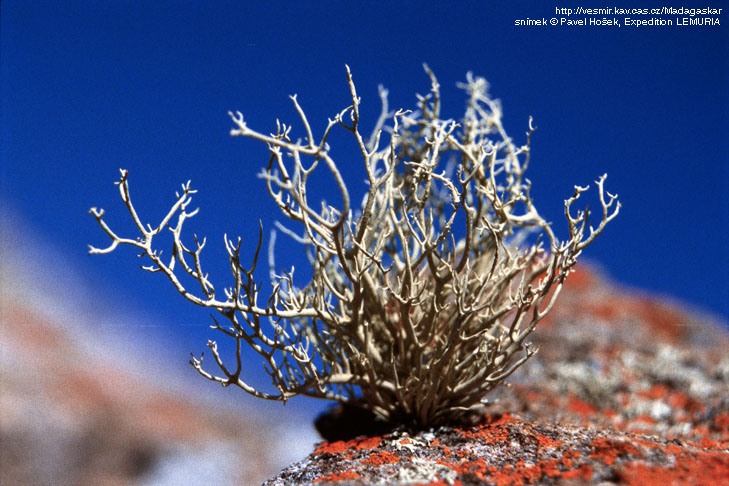 http://vesmir.kav.cas.cz/Madagaskar
snímek © Pavel Hošek, Expedition LEMURIA